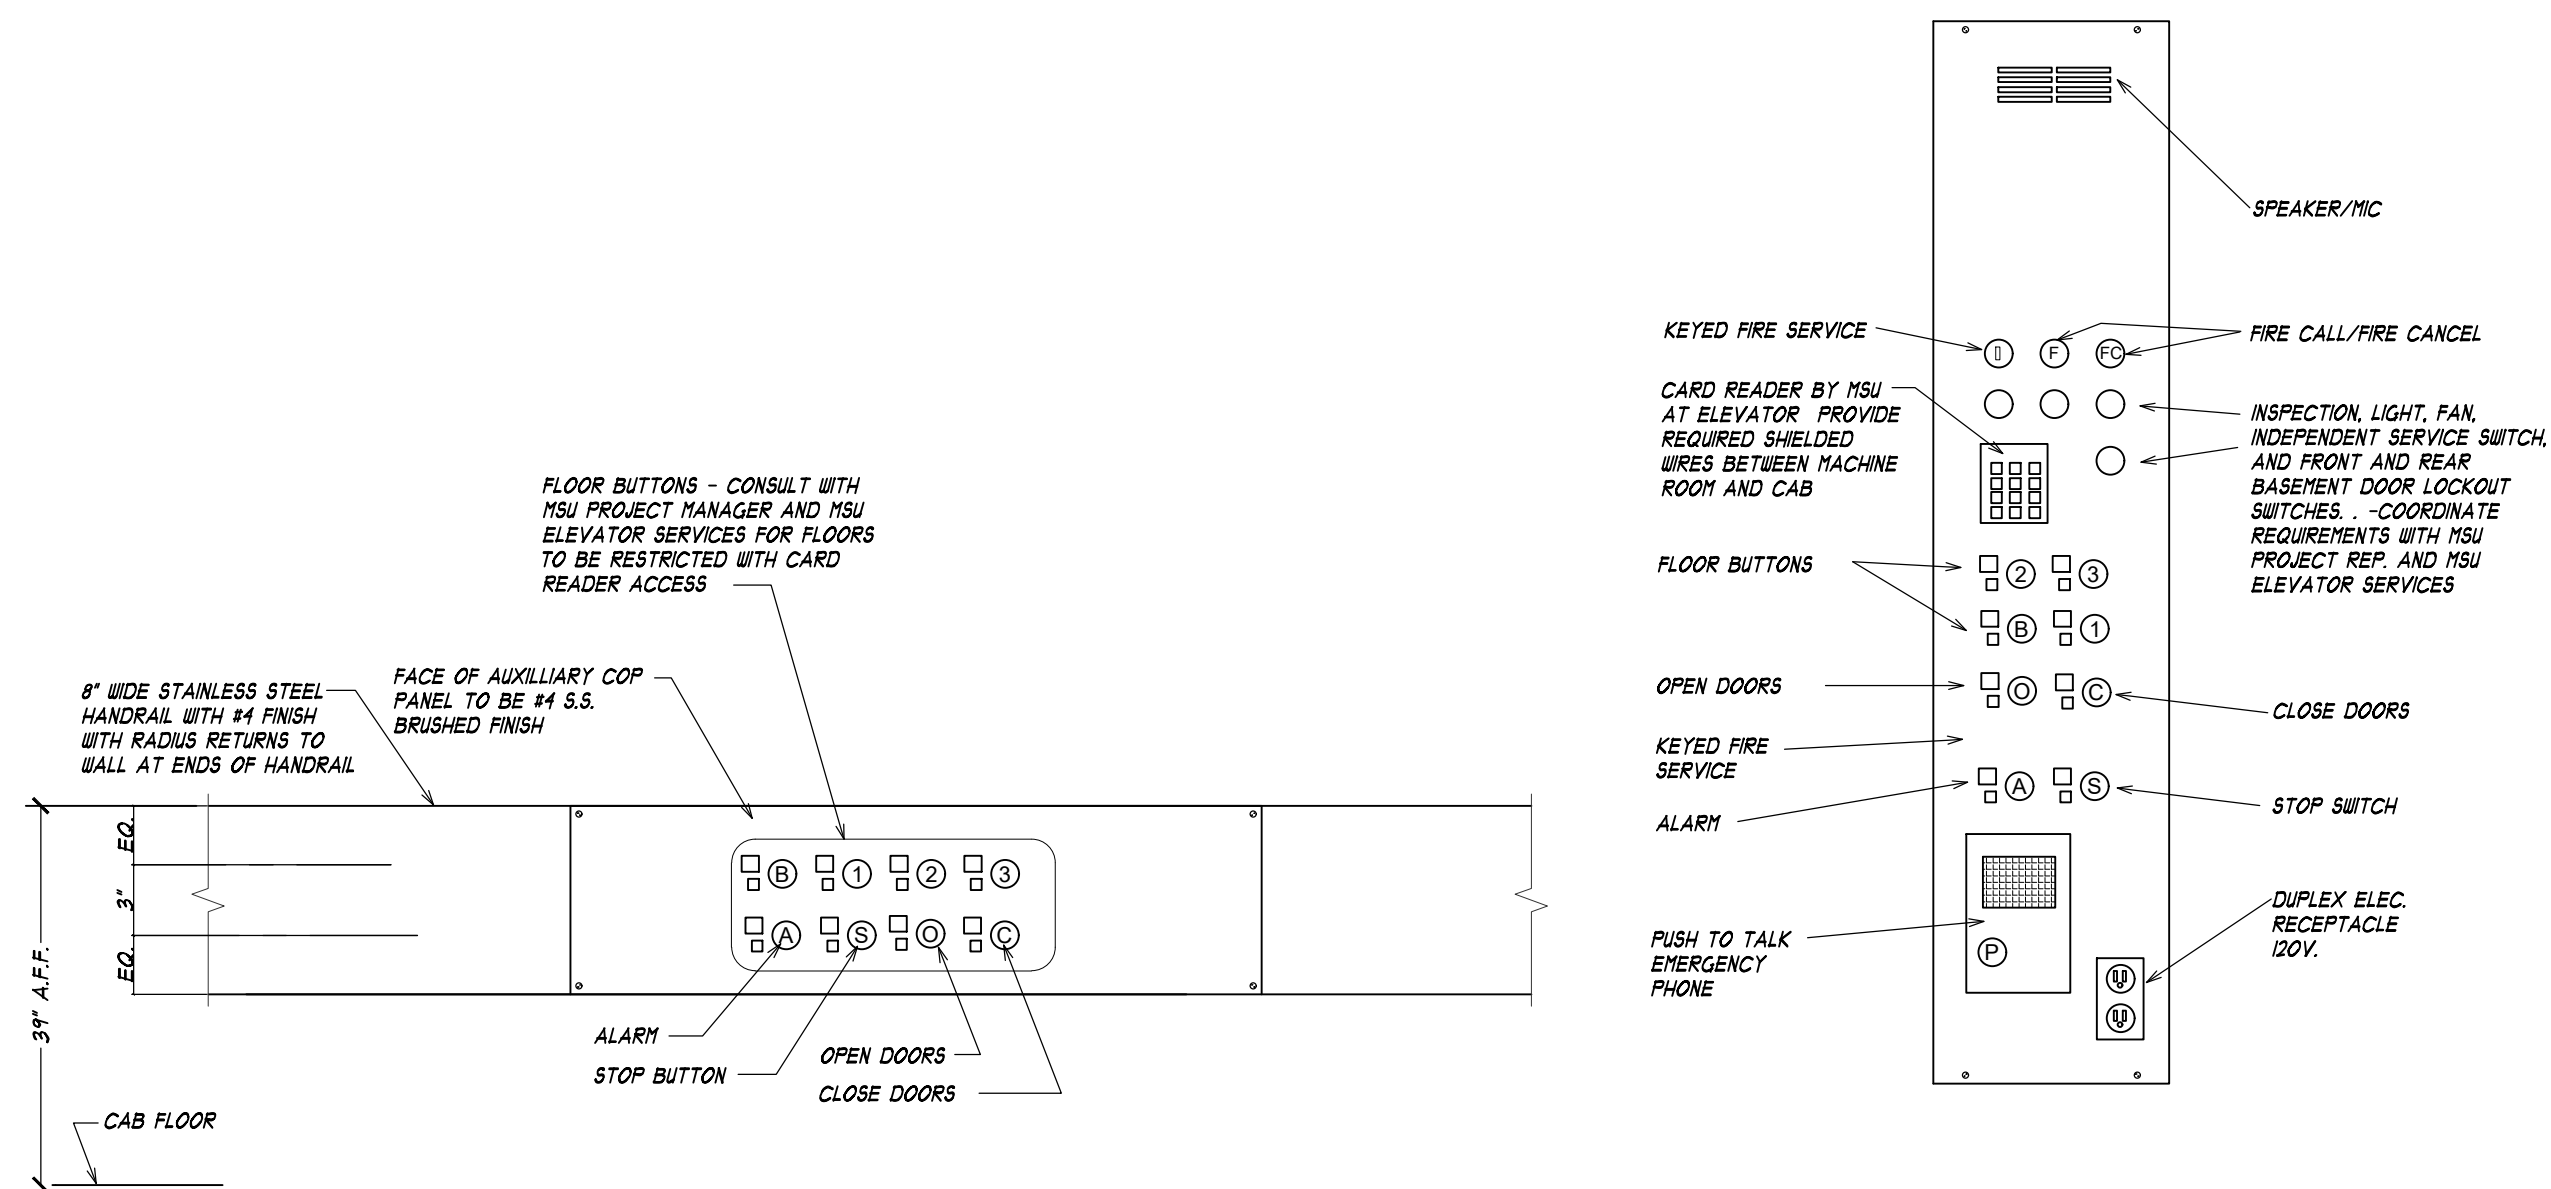 SPEAKER/MIC
KEYED FIRE SERVICE
F
FC
FIRE CALL/FIRE CANCEL
CARD READER BY MSU
AT ELEVATOR PROVIDE
REQUIRED SHIELDED
WIRES BETWEEN MACHINE
ROOM AND CAB
INSPECTION, LIGHT, FAN,
INDEPENDENT SERVICE SWITCH,
AND FRONT AND REAR
BASEMENT DOOR LOCKOUT
SWITCHES. . -COORDINATE
REQUIREMENTS WITH MSU
PROJECT REP. AND MSU
ELEVATOR SERVICES
FLOOR BUTTONS
2 3
B 1
OPEN DOORS
O C
CLOSE DOORS
KEYED FIRE
SERVICE
ALARM
A S
STOP SWITCH
PUSH TO TALK
EMERGENCY
PHONE
P
DUPLEX ELEC.
RECEPTACLE
120V.
FLOOR BUTTONS - CONSULT WITH
MSU PROJECT MANAGER AND MSU
ELEVATOR SERVICES FOR FLOORS
TO BE RESTRICTED WITH CARD
READER ACCESS
8" WIDE STAINLESS STEEL
HANDRAIL WITH #4 FINISH
WITH RADIUS RETURNS TO
WALL AT ENDS OF HANDRAIL
FACE OF AUXILLIARY COP
PANEL TO BE #4 S.S.
BRUSHED FINISH
EQ.
3"
EQ.
39" A.F.F.
B 1 2 3
A S O C
ALARM
STOP BUTTON
OPEN DOORS
CLOSE DOORS
CAB FLOOR